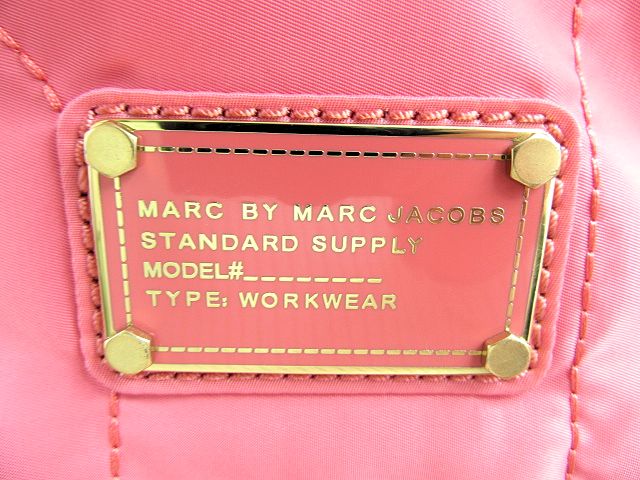 MARC BY MARC JACOBS
STANDARD SUPPLY
MODEL#________
TYPE: WORKWEAR